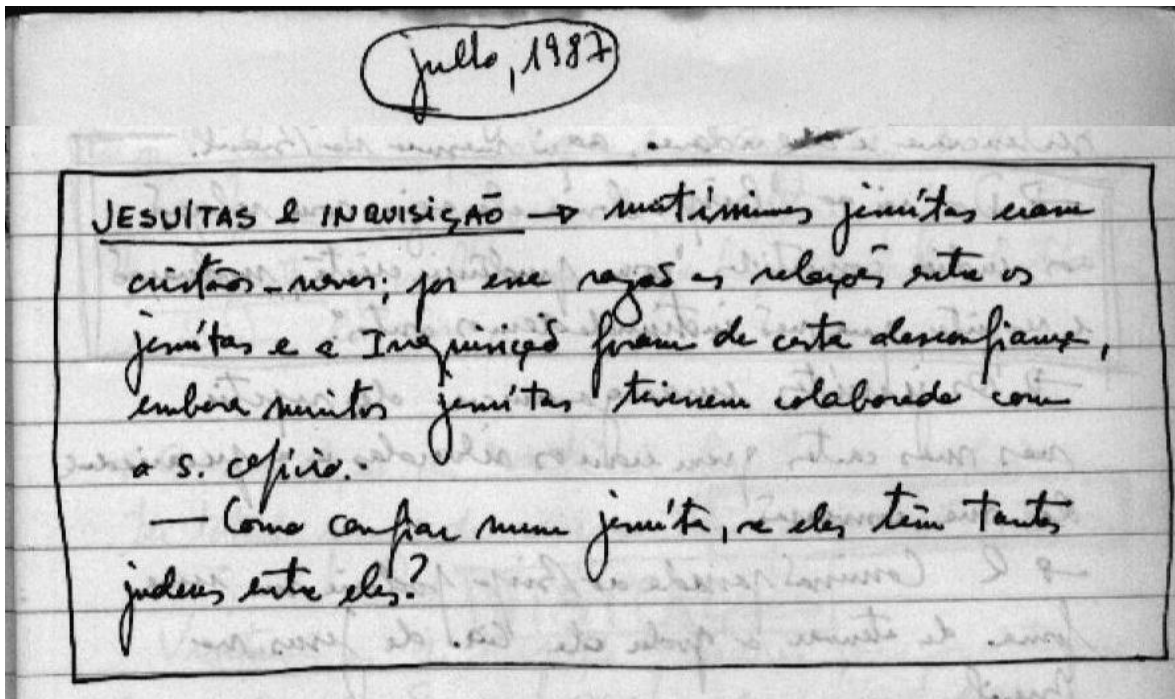 julho, 1987
JESUÍTAS e INQUISIÇÃO → muitíssimos jesuítas eram
cristãos-novos; por essa razão as relações entre os
jesuítas e a Inquisição foram de certa desconfiança,
embora muitos jesuítas tivessem colaborado com
o S. Ofício.
— Como confiar num jesuíta, se eles têm tantos
judeus entre eles?